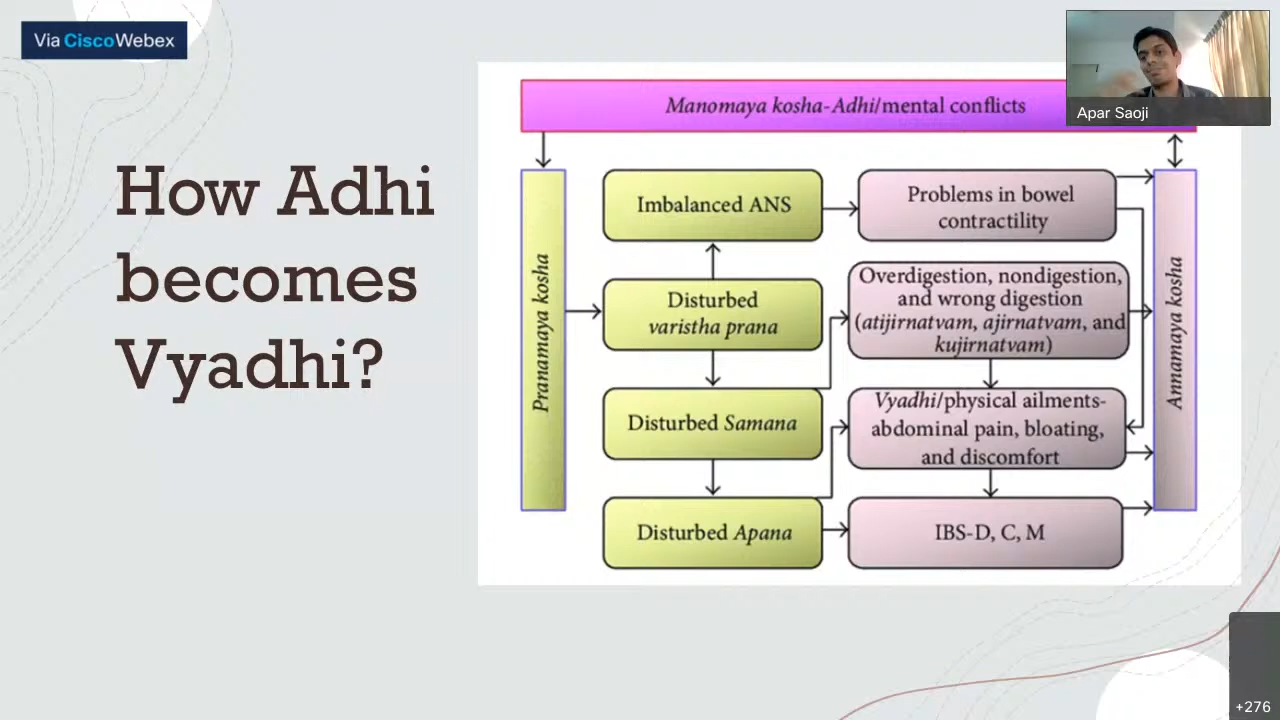 Via Cisco Webex
Apar Saoji
How Adhi
becomes
Vyadhi?
Manomaya kosha-Adhi/mental conflicts
Pranamaya kosha
Imbalanced ANS
Problems in bowel
contractility
Disturbed
varistha prana
Overdigestion, nondigestion,
and wrong digestion
(atijirnatvam, ajirnatvam, and
kujirnatvam)
Disturbed Samana
Vyadhi/physical ailments-
abdominal pain, bloating,
and discomfort
Disturbed Apana
IBS-D, C, M
Annamaya kosha
+276